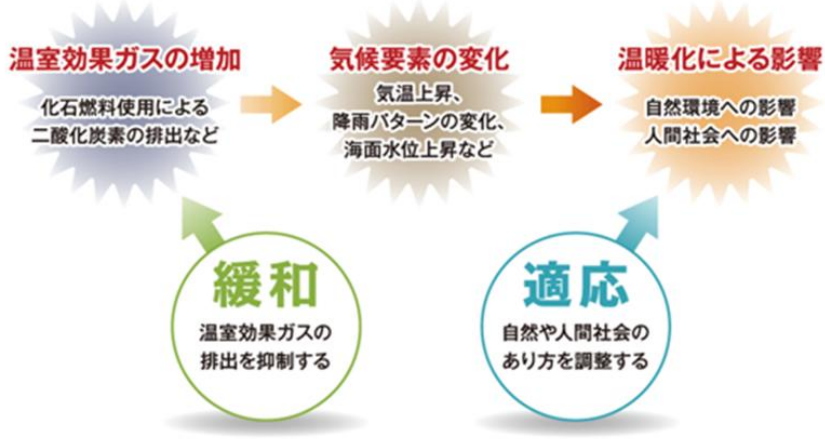 温室効果ガスの増加
化石燃料使用による
二酸化炭素の排出など
気候要素の変化
気温上昇、
降雨パターンの変化、
海面水位上昇など
温暖化による影響
自然環境への影響
人間社会への影響
緩和
温室効果ガスの
排出を抑制する
適応
自然や人間社会の
あり方を調整する